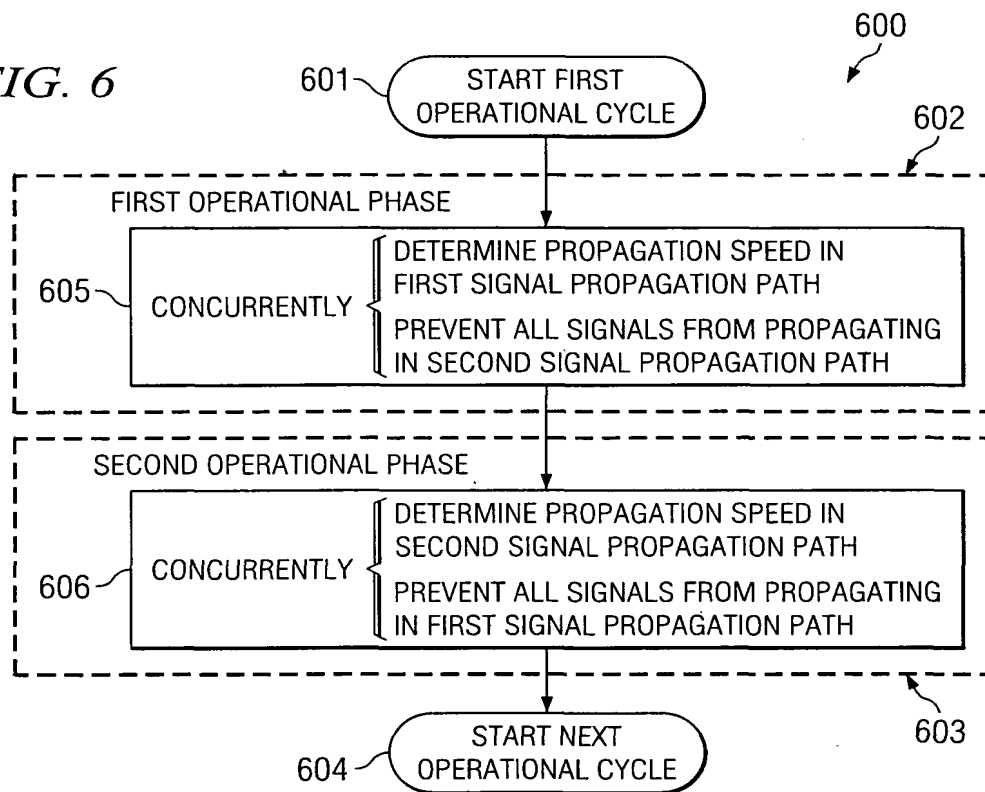 FIG. 6
600
601
START FIRST
OPERATIONAL CYCLE
602
FIRST OPERATIONAL PHASE
605
CONCURRENTLY
DETERMINE PROPAGATION SPEED IN
FIRST SIGNAL PROPAGATION PATH
PREVENT ALL SIGNALS FROM PROPAGATING
IN SECOND SIGNAL PROPAGATION PATH
SECOND OPERATIONAL PHASE
606
CONCURRENTLY
DETERMINE PROPAGATION SPEED IN
SECOND SIGNAL PROPAGATION PATH
PREVENT ALL SIGNALS FROM PROPAGATING
IN FIRST SIGNAL PROPAGATION PATH
603
604
START NEXT
OPERATIONAL CYCLE